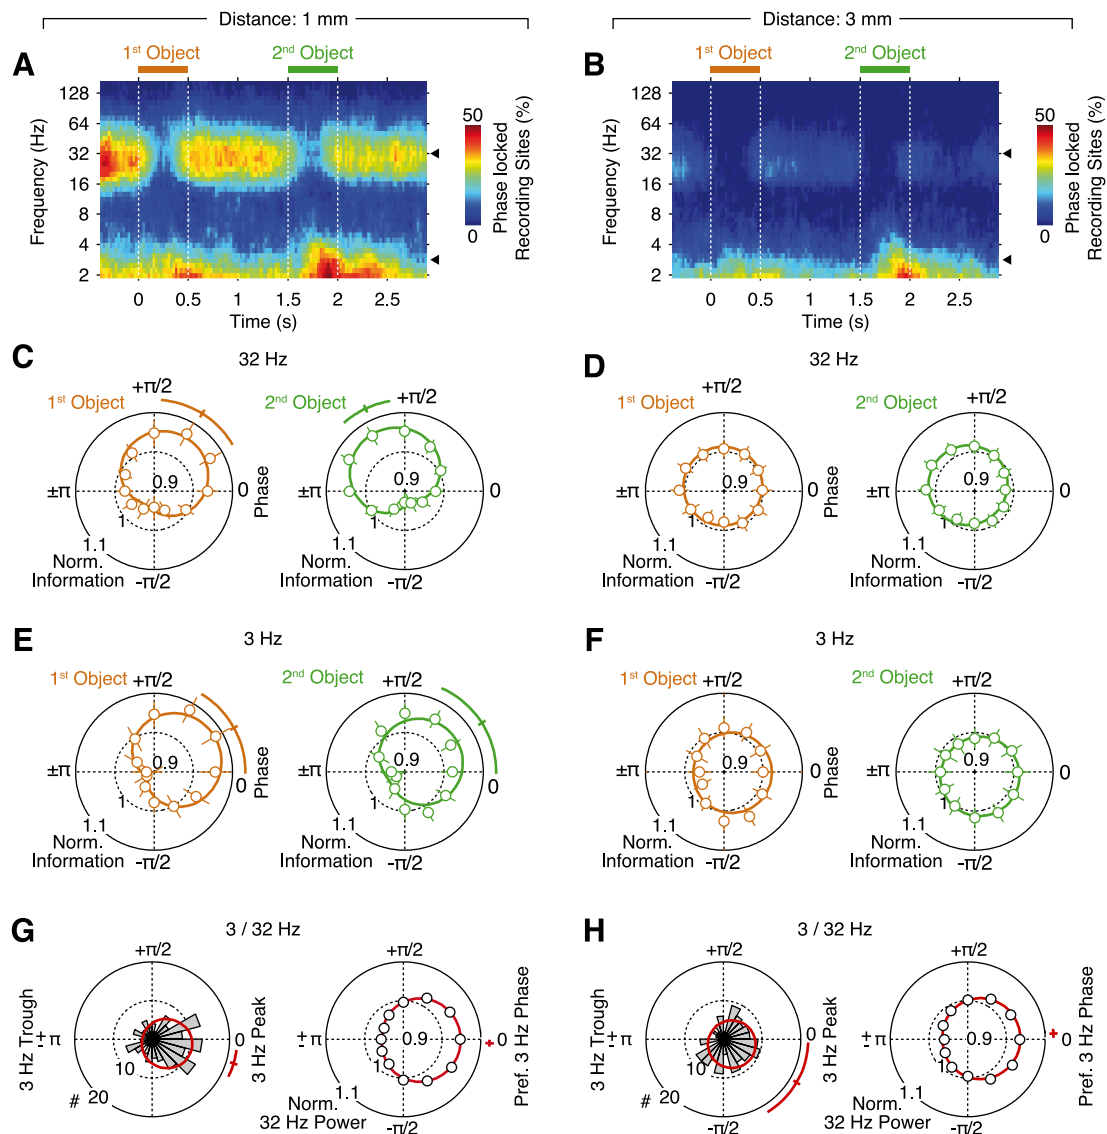 Distance: 1 mm
Distance: 3 mm
A
1st Object
2nd Object
128
64
32
16
8
4
2
Frequency (Hz)
0
0.5
1
1.5
2
2.5
Time (s)
50
0
Phase locked
Recording Sites (%)
B
1st Object
2nd Object
128
64
32
16
8
4
2
Frequency (Hz)
0
0.5
1
1.5
2
2.5
Time (s)
50
0
Phase locked
Recording Sites (%)
C
32 Hz
1st Object
+π/2
±π
0.9
1
1.1
0
Phase
Norm.
Information
-π/2
2nd Object
+π/2
0.9
1
0
D
32 Hz
1st Object
+π/2
±π
0.9
1
1.1
0
Phase
Norm.
Information
-π/2
2nd Object
+π/2
0.9
1
0
E
3 Hz
1st Object
+π/2
±π
0.9
1
1.1
0
Phase
Norm.
Information
-π/2
2nd Object
+π/2
±π
0.9
1
1.1
0
Norm.
Information
-π/2
F
3 Hz
1st Object
+π/2
±π
0.9
1
1.1
0
Phase
Norm.
Information
-π/2
2nd Object
+π/2
±π
0.9
1
1.1
0
Norm.
Information
-π/2
G
3 / 32 Hz
+π/2
3 Hz Trough
±π
10
# 20
0
3 Hz Peak
+π/2
±π
0.9
1
1.1
0
Pref. 3 Hz Phase
Norm.
32 Hz Power
-π/2
H
3 / 32 Hz
+π/2
3 Hz Trough
±π
10
# 20
0
3 Hz Peak
-π/2
+π/2
±π
0.9
1
1.1
0
Pref. 3 Hz Phase
Norm.
32 Hz Power
-π/2